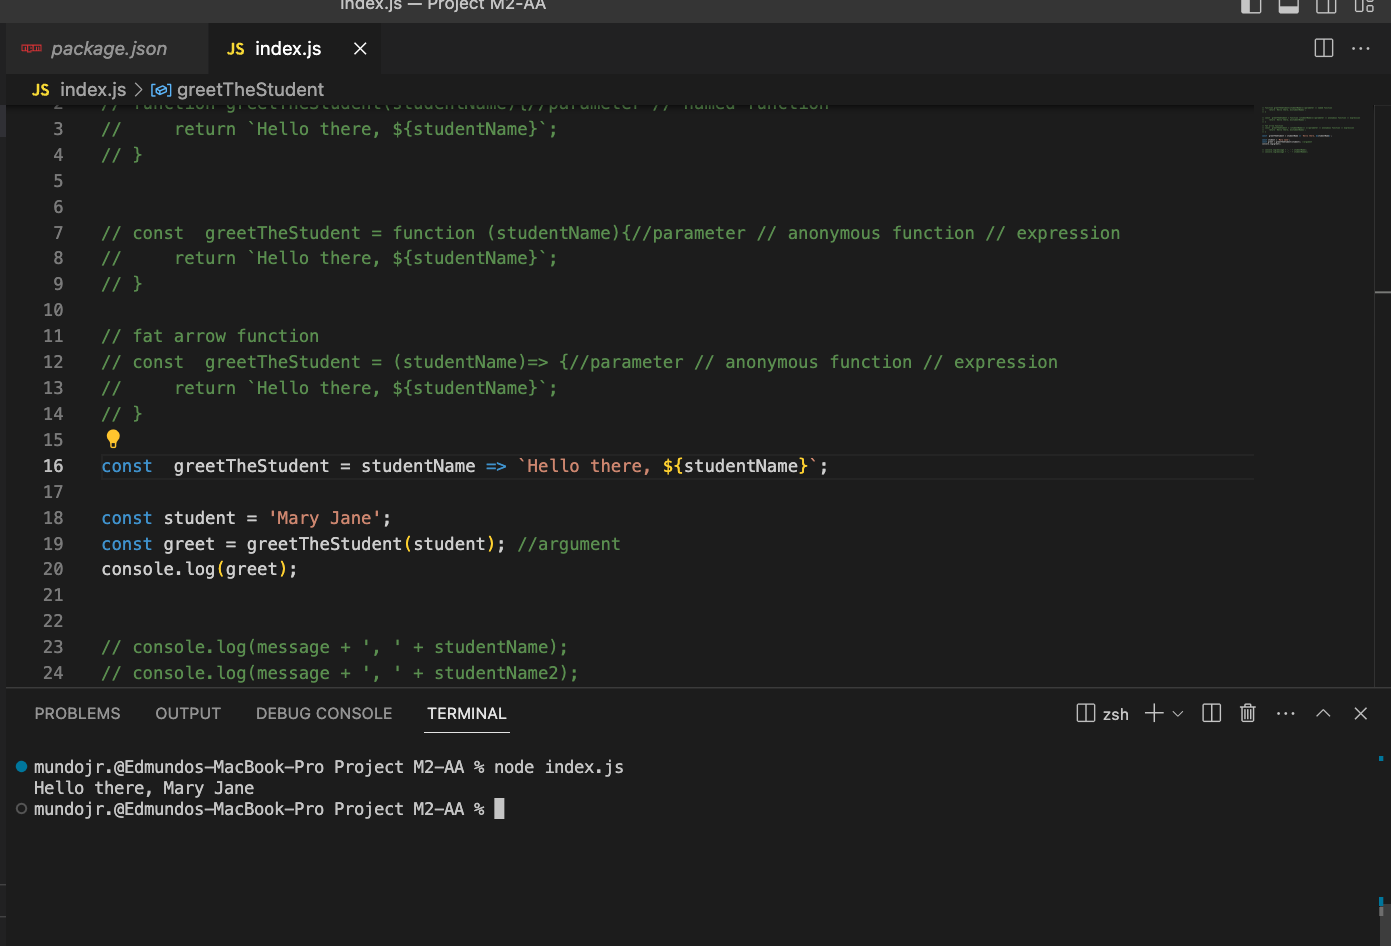 index.js — Project M2-AA
package.json
JS index.js
JS index.js > greetTheStudent
2 // function greetTheStudent(studentName){//parameter // named function
3 //     return `Hello there, ${studentName}`;
4 // }
5
6
7 // const  greetTheStudent = function (studentName){//parameter // anonymous function // expression
8 //     return `Hello there, ${studentName}`;
9 // }
10
11 // fat arrow function
12 // const  greetTheStudent = (studentName)=> {//parameter // anonymous function // expression
13 //     return `Hello there, ${studentName}`;
14 // }
15
16 const  greetTheStudent = studentName => `Hello there, ${studentName}`;
17
18 const student = 'Mary Jane';
19 const greet = greetTheStudent(student); //argument
20 console.log(greet);
21
22
23 // console.log(message + ', ' + studentName);
24 // console.log(message + ', ' + studentName2);
PROBLEMS OUTPUT DEBUG CONSOLE TERMINAL zsh
mundojr.@Edmundos-MacBook-Pro Project M2-AA % node index.js
Hello there, Mary Jane
mundojr.@Edmundos-MacBook-Pro Project M2-AA %